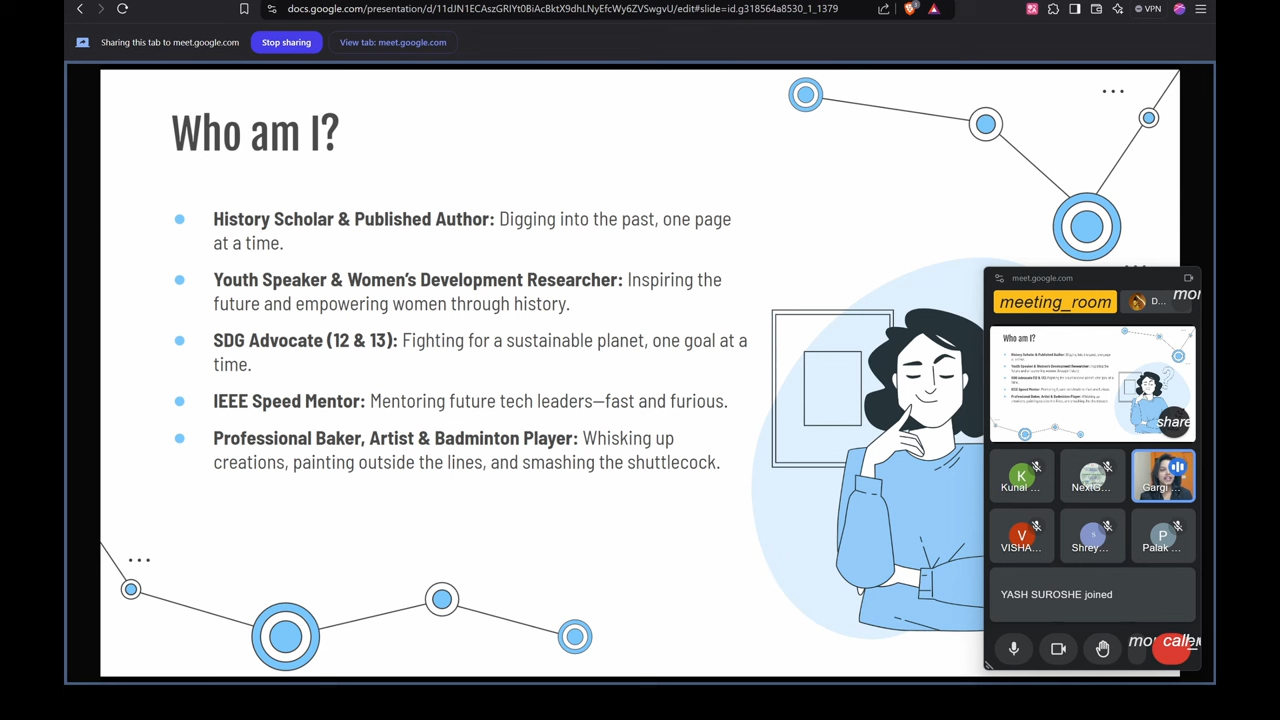 docs.google.com/presentation/d/11dJN1ECAszGRIYt0BiAcBktX9dhLNyEfcWy6ZVSwgvU/edit#slide=id.g318564a8530_1_1379
VPN
Sharing this tab to meet.google.com
Stop sharing
View tab: meet.google.com
Who am I?
History Scholar & Published Author: Digging into the past, one page
at a time.
Youth Speaker & Women's Development Researcher: Inspiring the
future and empowering women through history.
SDG Advocate (12 & 13): Fighting for a sustainable planet, one goal at a
time.
IEEE Speed Mentor: Mentoring future tech leaders—fast and furious.
Professional Baker, Artist & Badminton Player: Whisking up
creations, painting outside the lines, and smashing the shuttlecock.
meet.google.com
meeting_room
D...
Who am I?
K
Kunal ...
NextG...
Gargi ...
V
VISHA...
S
Shrey...
P
Palak ...
YASH SUROSHE joined